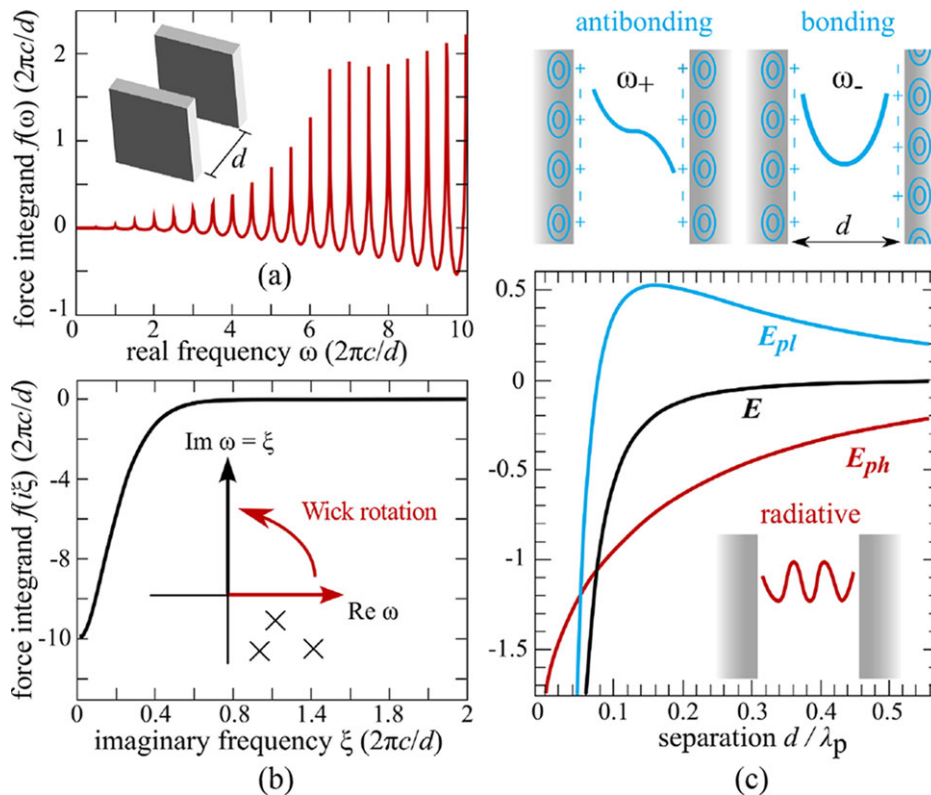 force integrand f(ω) (2πc/d)
2
1
0
-1
d
(a)
0 2 4 6 8 10
real frequency ω (2πc/d)
force integrand f(iξ) (2πc/d)
0
-4
-8
-10
Im ω = ξ
Wick rotation
Re ω
0 0.4 0.8 1.4 1.6 2
imaginary frequency ξ (2πc/d)
(b)
antibonding bonding
ω+ ω-
+ - + +
- + - -
+ - + +
- + - -
+ - + +
- + - -
+ - + +
- + - -
d
0.5
0
-0.5
-1
-1.5
Epl
E
Eph
radiative
0 0.1 0.2 0.3 0.4 0.5
separation d / λp
(c)